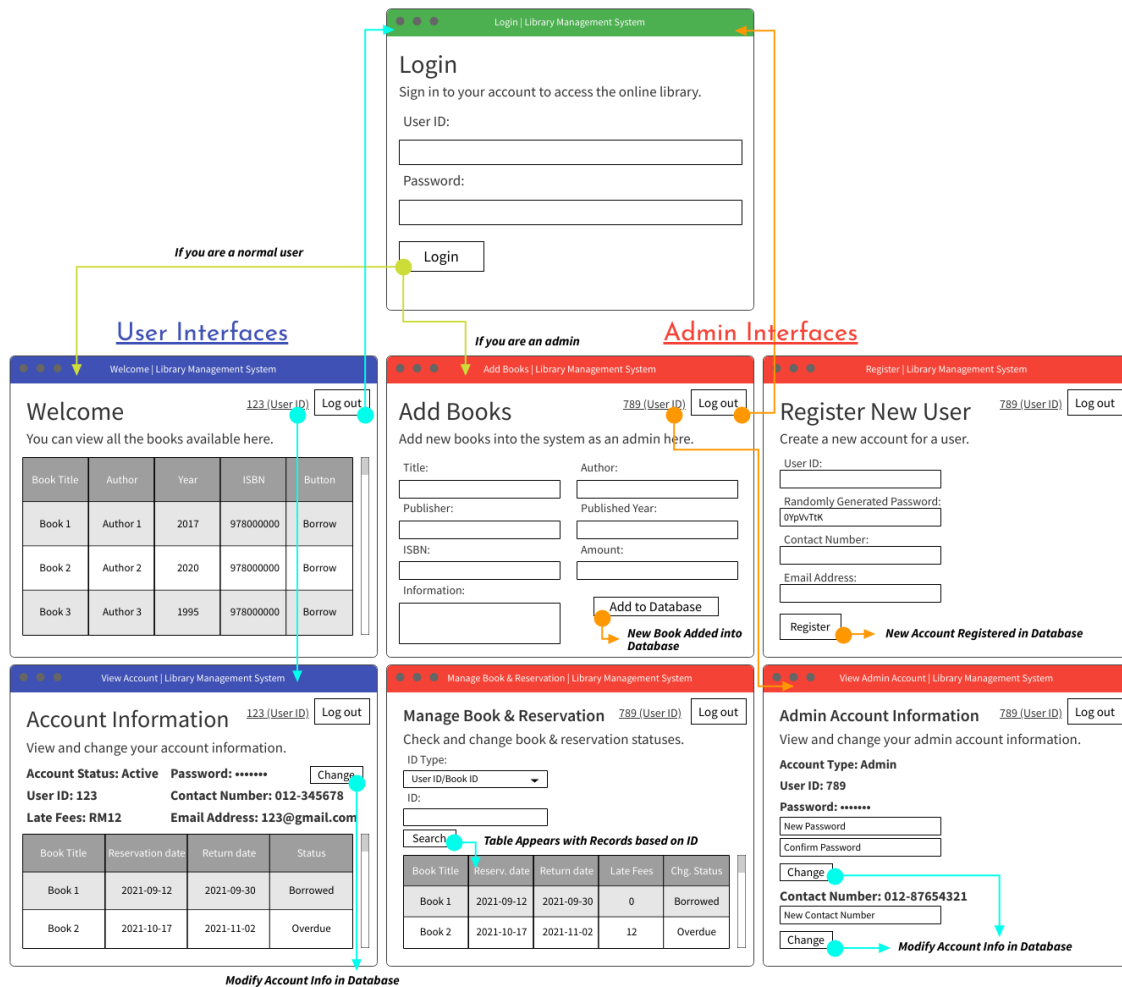 Login | Library Management System
Login
Sign in to your account to access the online library.
User ID:
Password:
Login
If you are a normal user
If you are an admin
User Interfaces
Admin Interfaces
Welcome | Library Management System
Welcome
123 (User ID)
Log out
You can view all the books available here.
Book Title Author Year ISBN Button
Book 1 Author 1 2017 978000000 Borrow
Book 2 Author 2 2020 978000000 Borrow
Book 3 Author 3 1995 978000000 Borrow
Add Books | Library Management System
Add Books
789 (User ID)
Log out
Add new books into the system as an admin here.
Title: Author:
Publisher: Published Year:
ISBN: Amount:
Information:
Add to Database
New Book Added into
Database
Register | Library Management System
Register New User
789 (User ID)
Log out
Create a new account for a user.
User ID:
Randomly Generated Password:
0YpVvTtK
Contact Number:
Email Address:
Register
New Account Registered in Database
View Account | Library Management System
Account Information
123 (User ID)
Log out
View and change your account information.
Account Status: Active Password: •••••••
Change
User ID: 123 Contact Number: 012-345678
Late Fees: RM12 Email Address: 123@gmail.com
Book Title Reservation date Return date Status
Book 1 2021-09-12 2021-09-30 Borrowed
Book 2 2021-10-17 2021-11-02 Overdue
Modify Account Info in Database
Manage Book & Reservation | Library Management System
Manage Book & Reservation
789 (User ID)
Log out
Check and change book & reservation statuses.
ID Type:
User ID/Book ID
ID:
Search
Table Appears with Records based on ID
Book Title Reserv. date Return date Late Fees Chg. Status
Book 1 2021-09-12 2021-09-30 0 Borrowed
Book 2 2021-10-17 2021-11-02 12 Overdue
View Admin Account | Library Management System
Admin Account Information
789 (User ID)
Log out
View and change your admin account information.
Account Type: Admin
User ID: 789
Password: •••••••
New Password
Confirm Password
Change
Contact Number: 012-87654321
New Contact Number
Change
Modify Account Info in Database